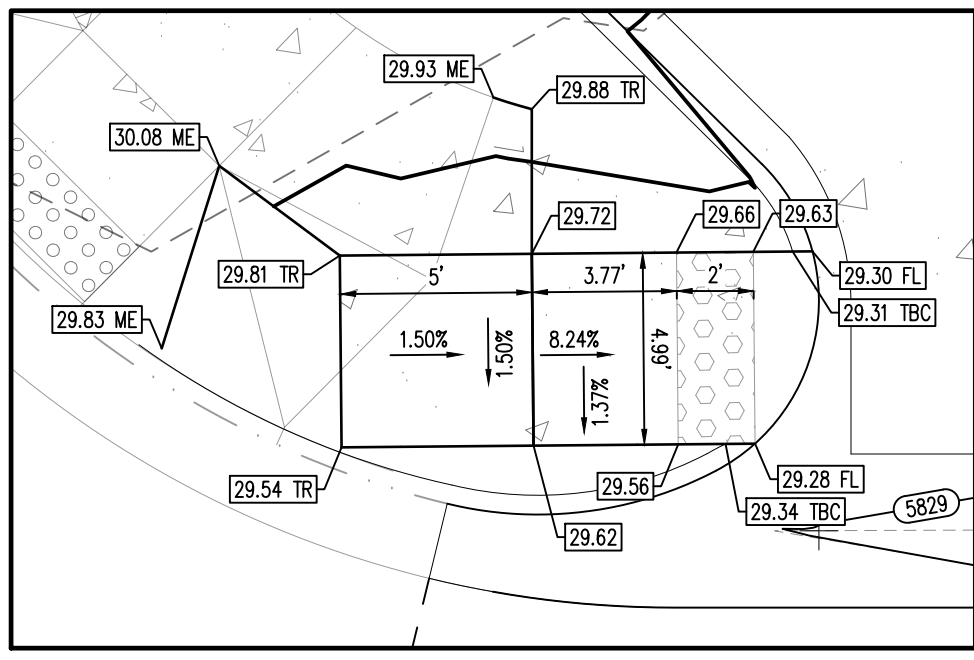 29.93 ME
29.88 TR
30.08 ME
29.72
29.66
29.63
29.81 TR
5'
3.77'
2'
29.30 FL
29.31 TBC
29.83 ME
1.50%
1.50%
8.24%
4.99'
1.37%
29.54 TR
29.56
29.28 FL
29.34 TBC
5829
29.62